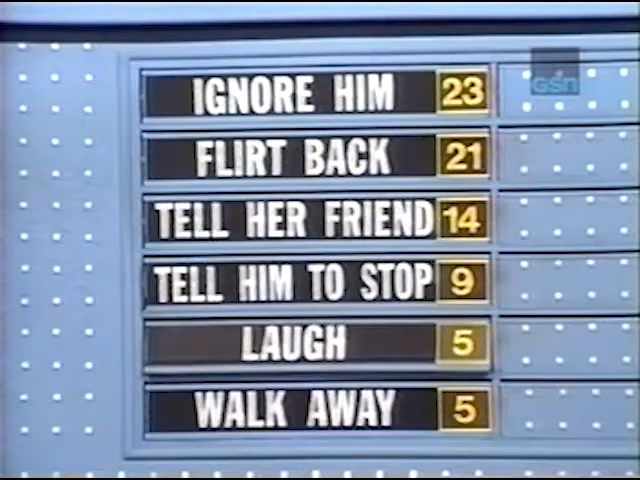 GSN
IGNORE HIM 23
FLIRT BACK 21
TELL HER FRIEND 14
TELL HIM TO STOP 9
LAUGH 5
WALK AWAY 5